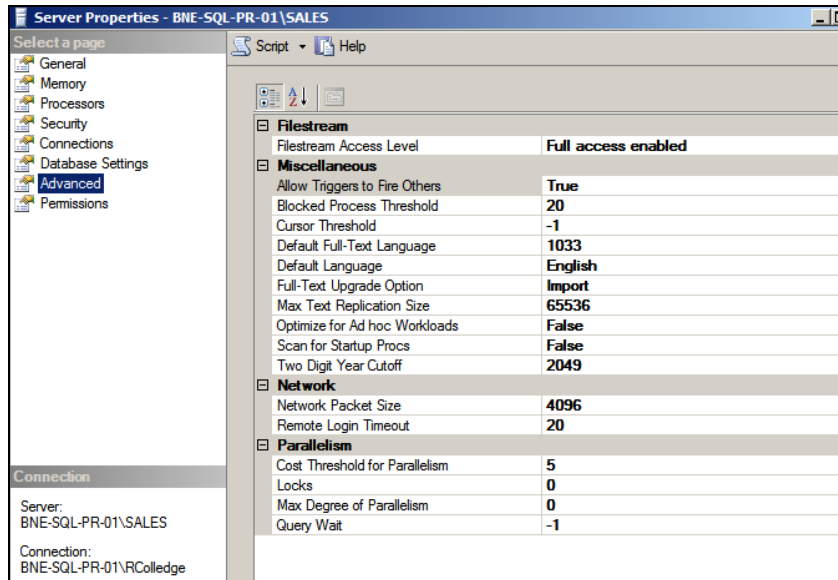 Server Properties - BNE-SQL-PR-01\SALES
Select a page
General
Memory
Processors
Security
Connections
Database Settings
Advanced
Permissions
Script Help
Filestream
Filestream Access Level Full access enabled
Miscellaneous
Allow Triggers to Fire Others True
Blocked Process Threshold 20
Cursor Threshold -1
Default Full-Text Language 1033
Default Language English
Full-Text Upgrade Option Import
Max Text Replication Size 65536
Optimize for Ad hoc Workloads False
Scan for Startup Procs False
Two Digit Year Cutoff 2049
Network
Network Packet Size 4096
Remote Login Timeout 20
Parallelism
Cost Threshold for Parallelism 5
Locks 0
Max Degree of Parallelism 0
Query Wait -1
Connection
Server:
BNE-SQL-PR-01\SALES
Connection:
BNE-SQL-PR-01\RColledge